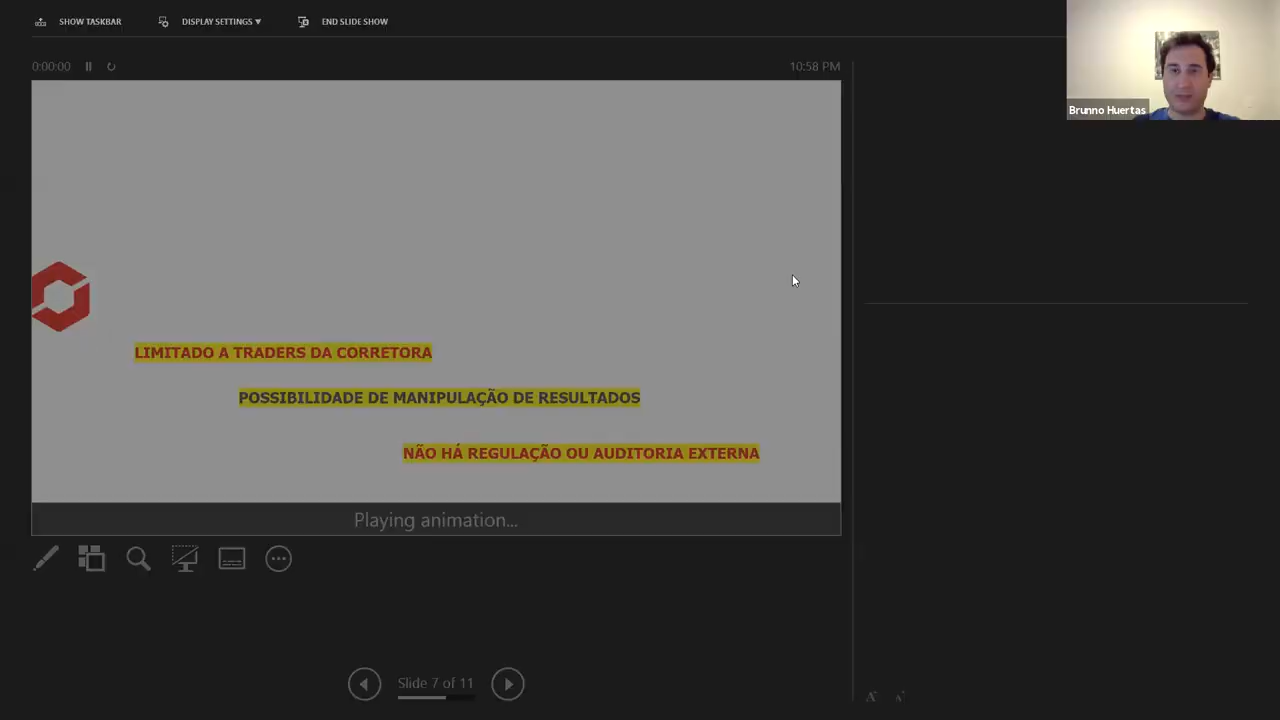 SHOW TASKBAR
DISPLAY SETTINGS ▾
END SLIDE SHOW
Brunno Huertas
0:00:00
10:58 PM
LIMITADO A TRADERS DA CORRETORA
POSSIBILIDADE DE MANIPULAÇÃO DE RESULTADOS
NÃO HÁ REGULAÇÃO OU AUDITORIA EXTERNA
Playing animation...
Slide 7 of 11
A A